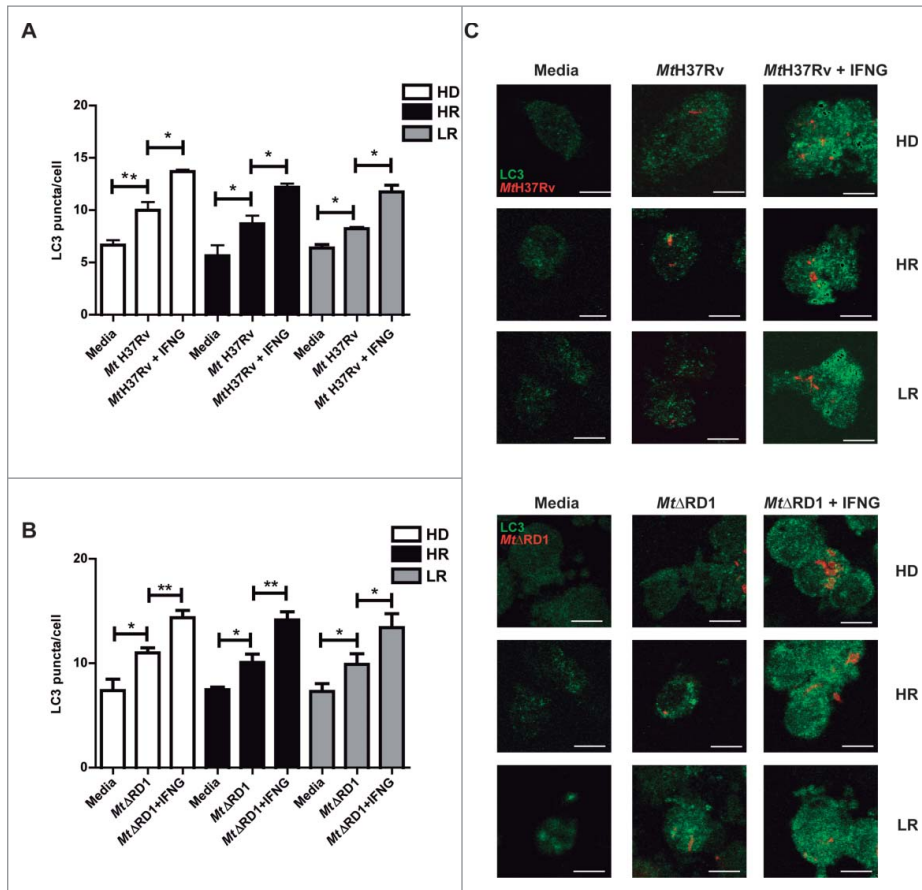 A
HD
HR
LR
LC3 puncta/cell
20
15
10
5
0
**
*
*
*
*
*
Media
Mt H37Rv
MtH37Rv + IFNG
Media
Mt H37Rv
MtH37Rv + IFNG
Media
Mt H37Rv
Mt H37Rv + IFNG
B
HD
HR
LR
LC3 puncta/cell
20
10
0
*
**
*
**
*
*
Media
MtΔRD1
MtΔRD1+IFNG
Media
MtΔRD1
MtΔRD1+IFNG
Media
MtΔRD1
MtΔRD1+IFNG
C
Media MtH37Rv MtH37Rv + IFNG
LC3
MtH37Rv
HD
HR
LR
Media MtΔRD1 MtΔRD1 + IFNG
LC3
MtΔRD1
HD
HR
LR